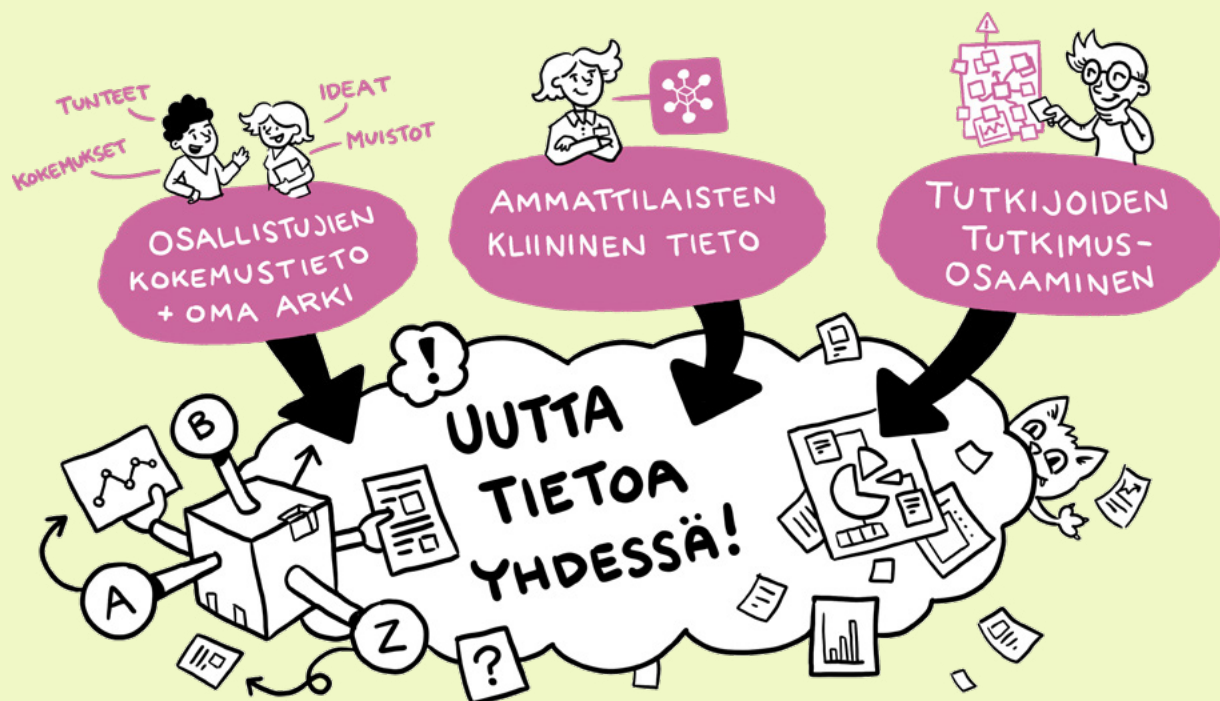 TUNTEET
KOKEMUKSET
IDEAT
MUISTOT
OSALLISTUJIEN
KOKEMUSTIETO
+ OMA ARKI
AMMATTILAISTEN
KLIININEN TIETO
!
TUTKIJOIDEN
TUTKIMUS-
OSAAMINEN
!
UUTTA
TIETOA
YHDESSÄ!
B
A
Z
?